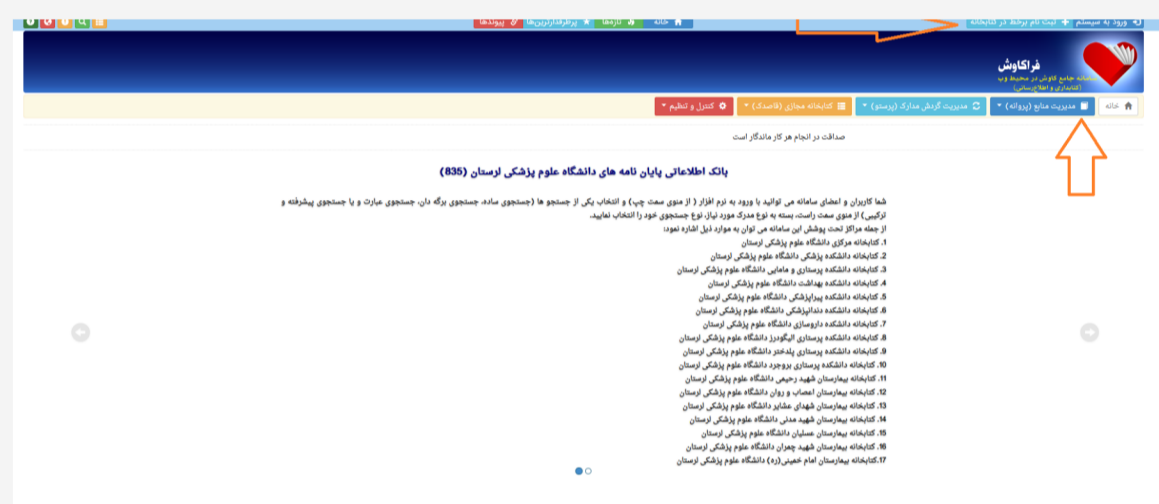 ورود به سیستم ثبت نام برخط در کتابخانه خانه تازه‌ها پرطرفدارترین‌ها پیوندها
فراکاوش
سامانه جامع کاوش در محیط وب
(کتابداری و اطلاع‌رسانی)
خانه مدیریت منابع (پروانه) مدیریت گردش مدارک (پرستو) کتابخانه مجازی (قاصدک) کنترل و تنظیم
صداقت در انجام هر کار ماندگار است
بانک اطلاعاتی پایان نامه های دانشگاه علوم پزشکی لرستان (835)
شما کاربران و اعضای سامانه می توانید با ورود به نرم افزار ( از منوی سمت چپ) و انتخاب یکی از جستجو ها (جستجوی ساده، جستجوی برگه دان، جستجوی عبارت و یا جستجوی پیشرفته و
ترکیبی) از منوی سمت راست، بسته به نوع مدرک مورد نیاز، نوع جستجوی خود را انتخاب نمایید.
از جمله مراکز تحت پوشش این سامانه می توان به موارد ذیل اشاره نمود:
1. کتابخانه مرکزی دانشگاه علوم پزشکی لرستان
2. کتابخانه دانشکده پزشکی دانشگاه علوم پزشکی لرستان
3. کتابخانه دانشکده پرستاری و مامایی دانشگاه علوم پزشکی لرستان
4. کتابخانه دانشکده بهداشت دانشگاه علوم پزشکی لرستان
5. کتابخانه دانشکده پیراپزشکی دانشگاه علوم پزشکی لرستان
6. کتابخانه دانشکده دندانپزشکی دانشگاه علوم پزشکی لرستان
7. کتابخانه دانشکده داروسازی دانشگاه علوم پزشکی لرستان
8. کتابخانه دانشکده پرستاری الیگودرز دانشگاه علوم پزشکی لرستان
9. کتابخانه دانشکده پرستاری پلدختر دانشگاه علوم پزشکی لرستان
10. کتابخانه دانشکده پرستاری بروجرد دانشگاه علوم پزشکی لرستان
11. کتابخانه بیمارستان شهید رحیمی دانشگاه علوم پزشکی لرستان
12. کتابخانه بیمارستان اعصاب و روان دانشگاه علوم پزشکی لرستان
13. کتابخانه بیمارستان شهدای عشایر دانشگاه علوم پزشکی لرستان
14. کتابخانه بیمارستان شهید مدنی دانشگاه علوم پزشکی لرستان
15. کتابخانه بیمارستان عسلیان دانشگاه علوم پزشکی لرستان
16. کتابخانه بیمارستان شهید چمران دانشگاه علوم پزشکی لرستان
17.کتابخانه بیمارستان امام خمینی(ره) دانشگاه علوم پزشکی لرستان